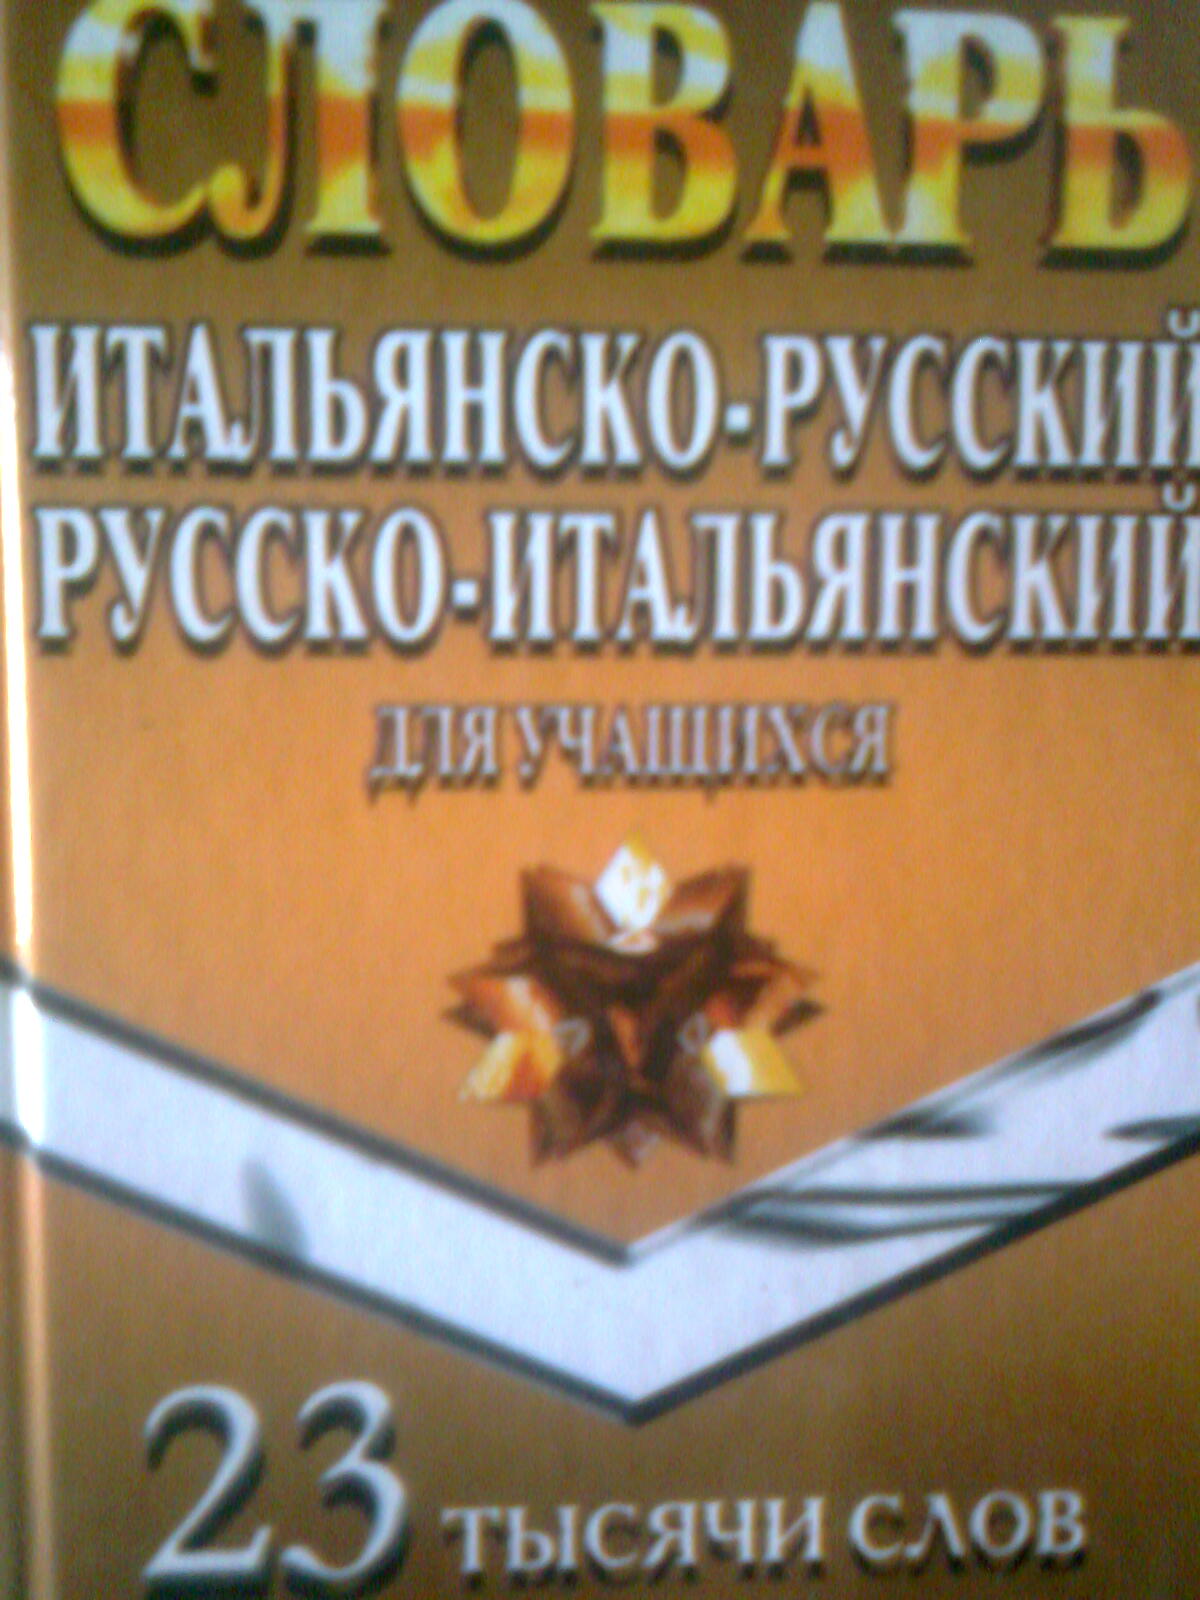 СЛОВАРЬ
ИТАЛЬЯНСКО-РУССКИЙ
РУССКО-ИТАЛЬЯНСКИЙ
ДЛЯ УЧАЩИХСЯ
23 ТЫСЯЧИ СЛОВ